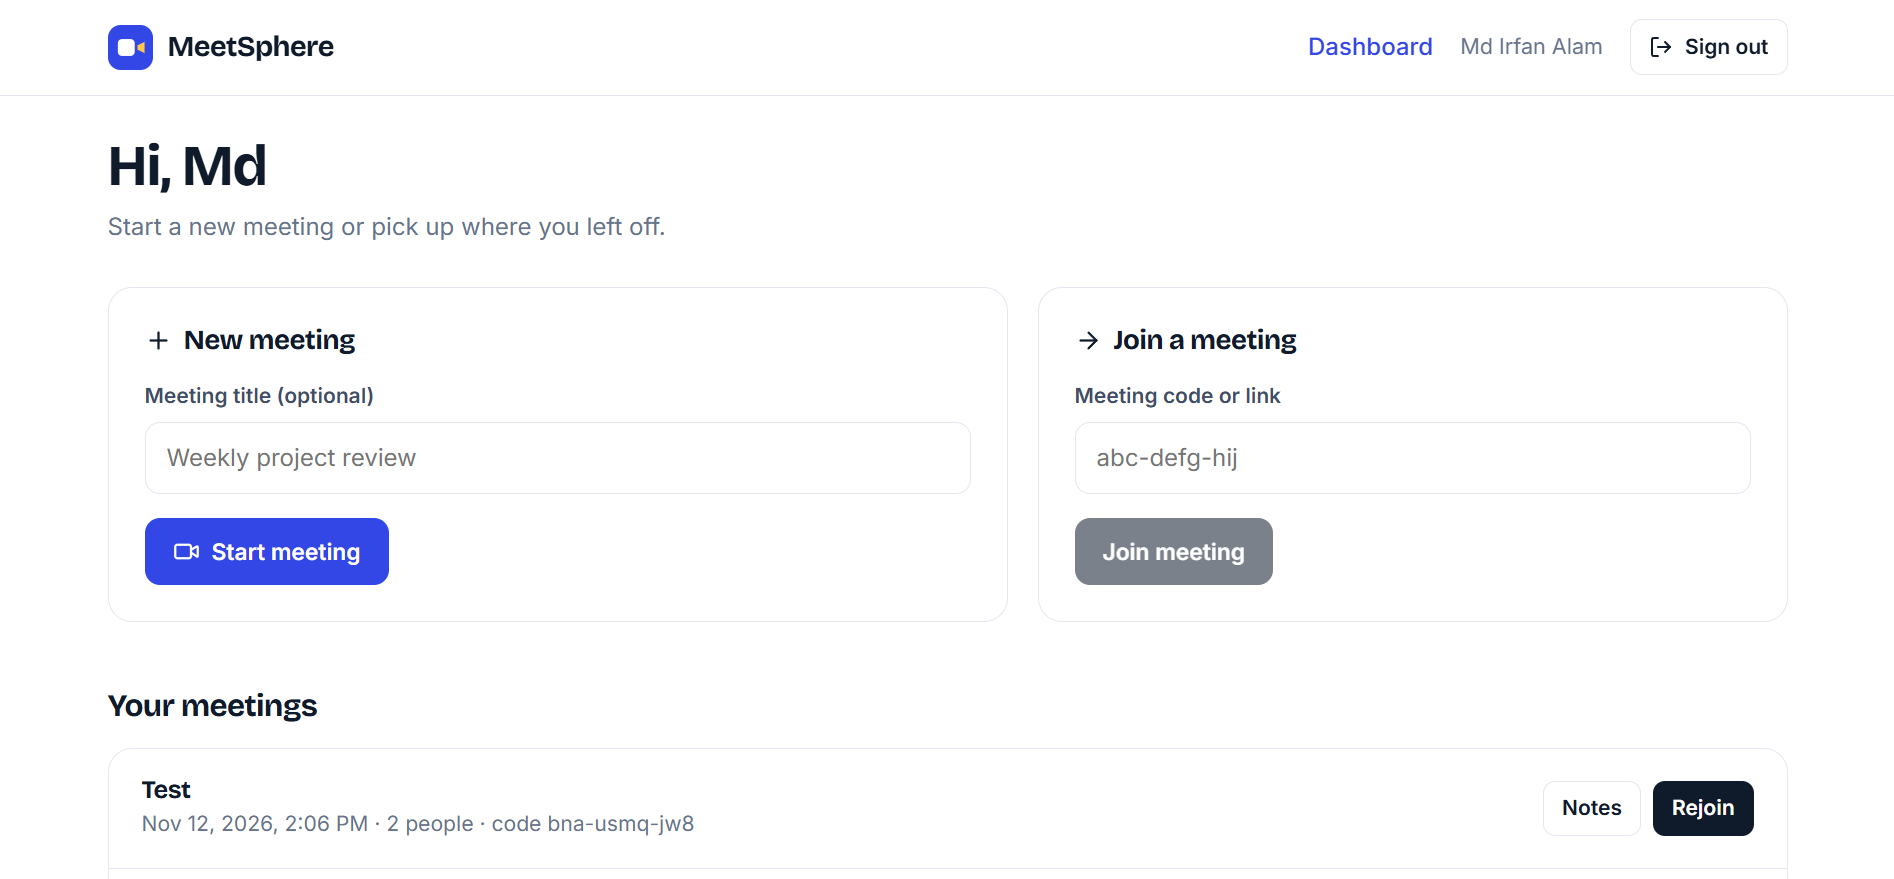 MeetSphere
Dashboard
Md Irfan Alam
Sign out
Hi, Md
Start a new meeting or pick up where you left off.
New meeting
Meeting title (optional)
Weekly project review
Start meeting
Join a meeting
Meeting code or link
abc-defg-hij
Join meeting
Your meetings
Test
Nov 12, 2026, 2:06 PM · 2 people · code bna-usmq-jw8
Notes
Rejoin